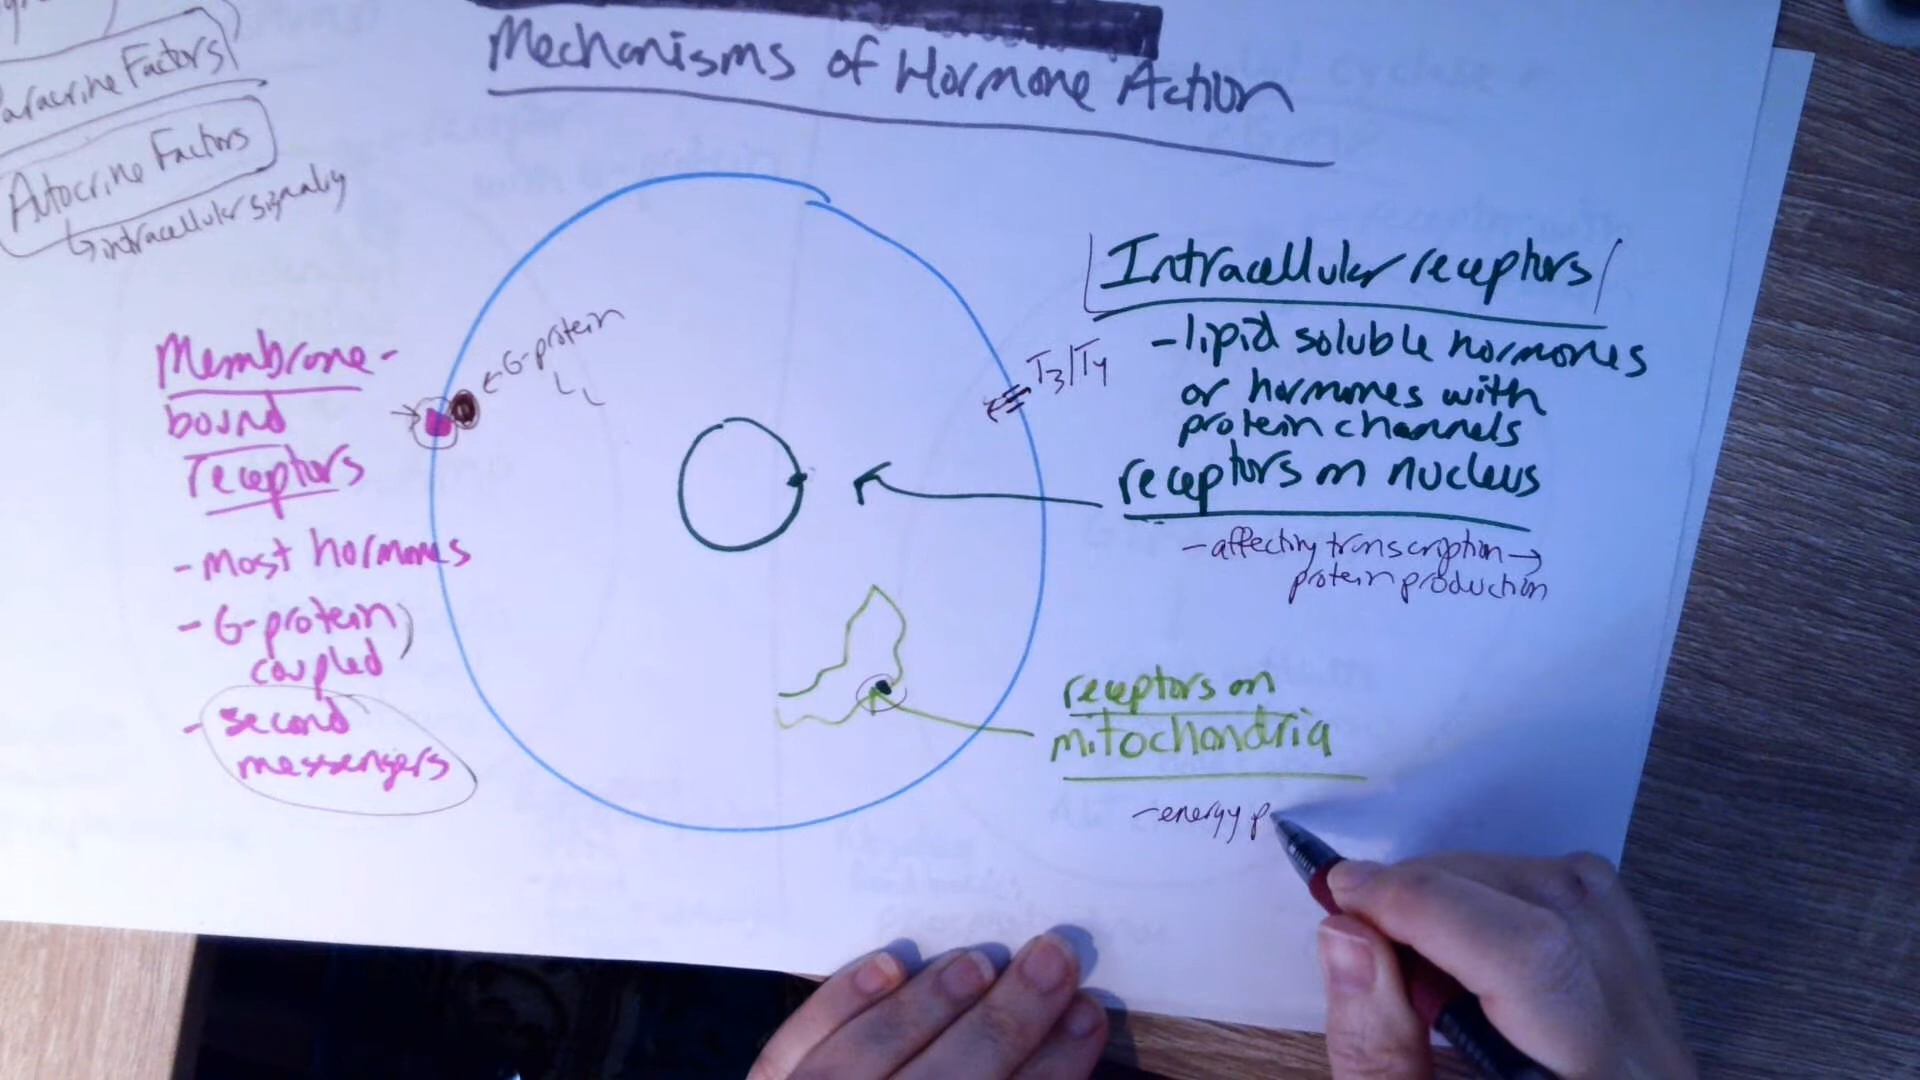 Mechanisms of Hormone Action
Paracrine Factors
Autocrine Factors
intracellular signaling
Membrane-
bound
receptors
- most hormones
- G-protein
coupled
- second
messengers
G-protein
T3/T4
Intracellular receptors
- lipid soluble hormones
or hormones with
protein channels
receptors on nucleus
- affecting transcription →
protein production
receptors on
mitochondria
- energy p